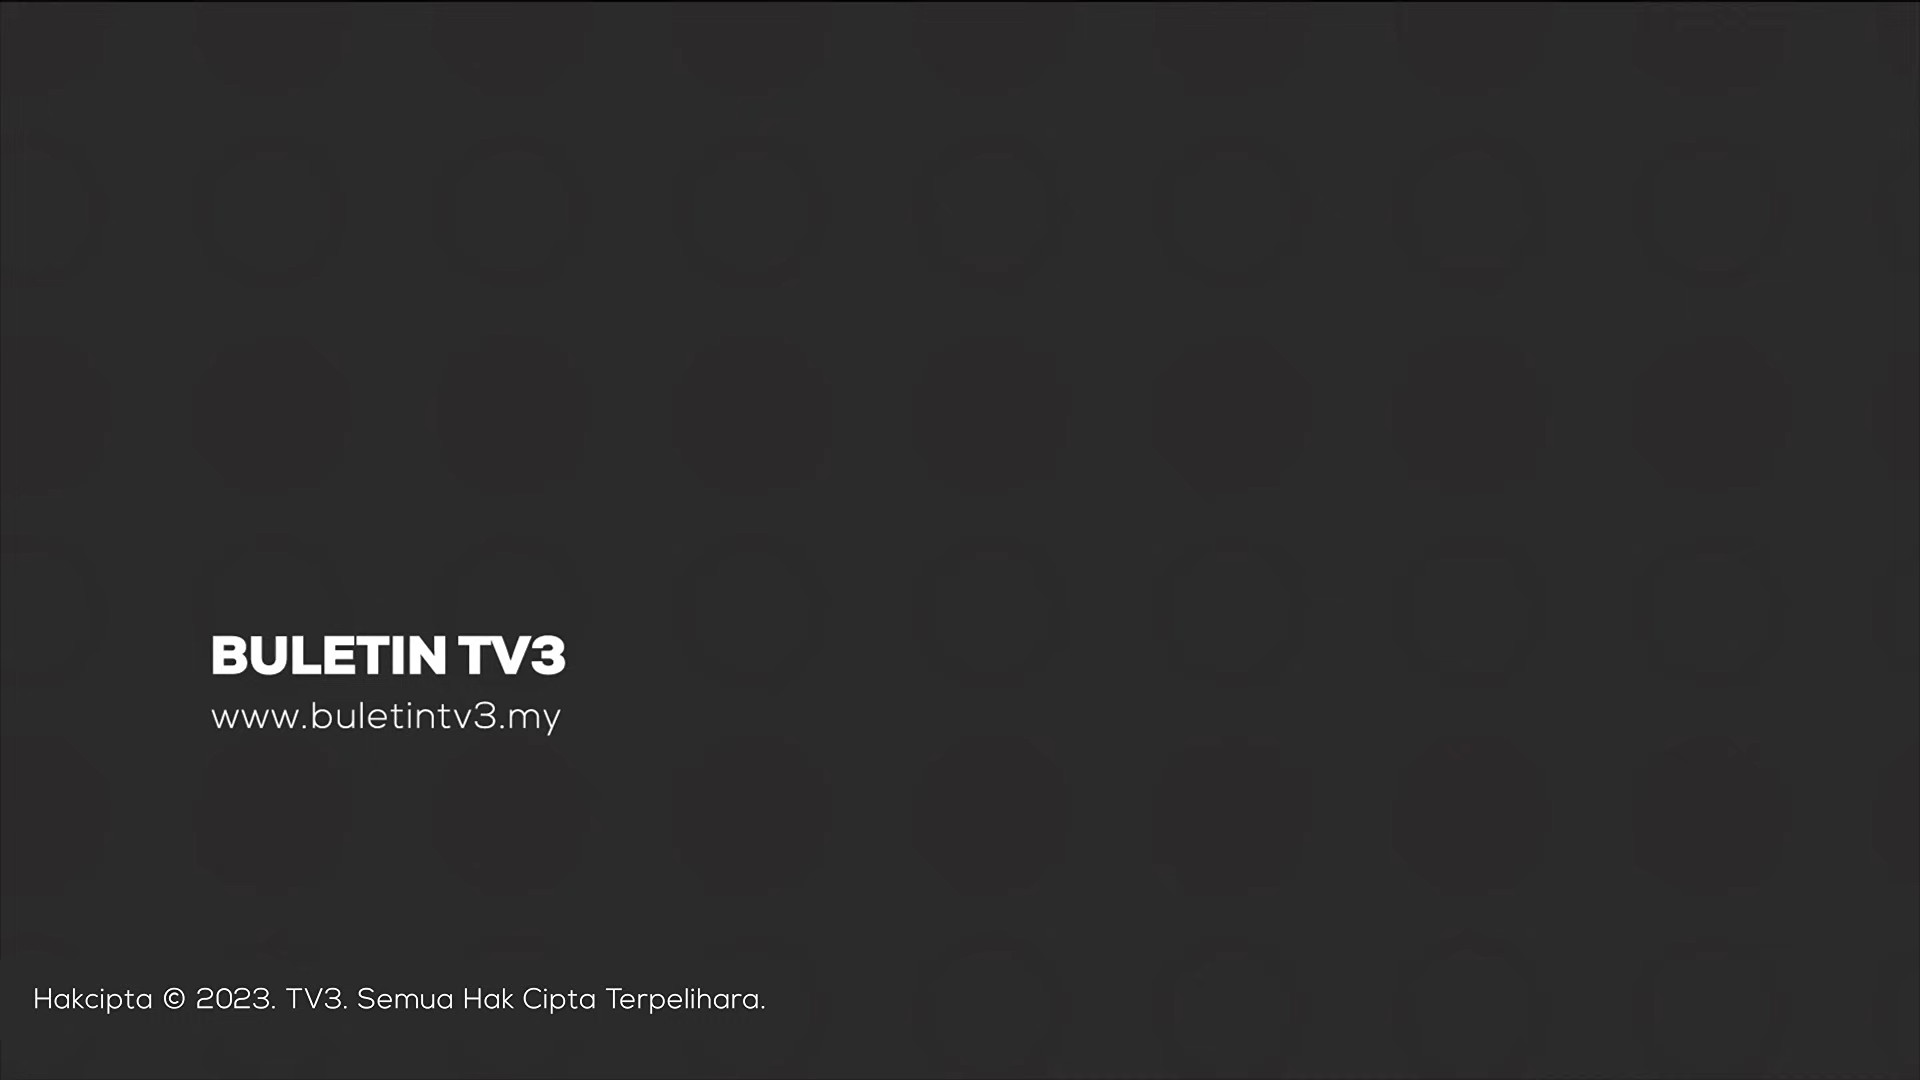 BULETIN TV3
www.buletintv3.my
Hakcipta © 2023. TV3. Semua Hak Cipta Terpelihara.